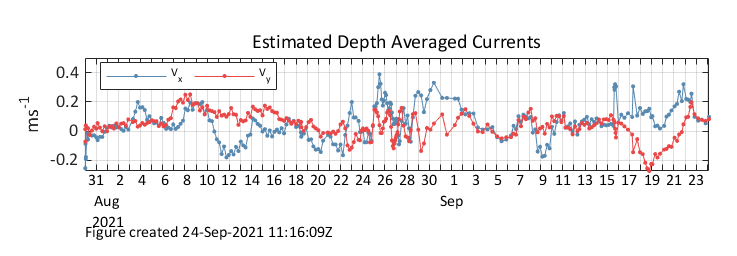 Estimated Depth Averaged Currents
Vx Vy
ms-1
0.4
0.2
0
-0.2
31 2 4 6 8 10 12 14 16 18 20 22 24 26 28 30 1 3 5 7 9 11 13 15 17 19 21 23
Aug Sep
2021
Figure created 24-Sep-2021 11:16:09Z